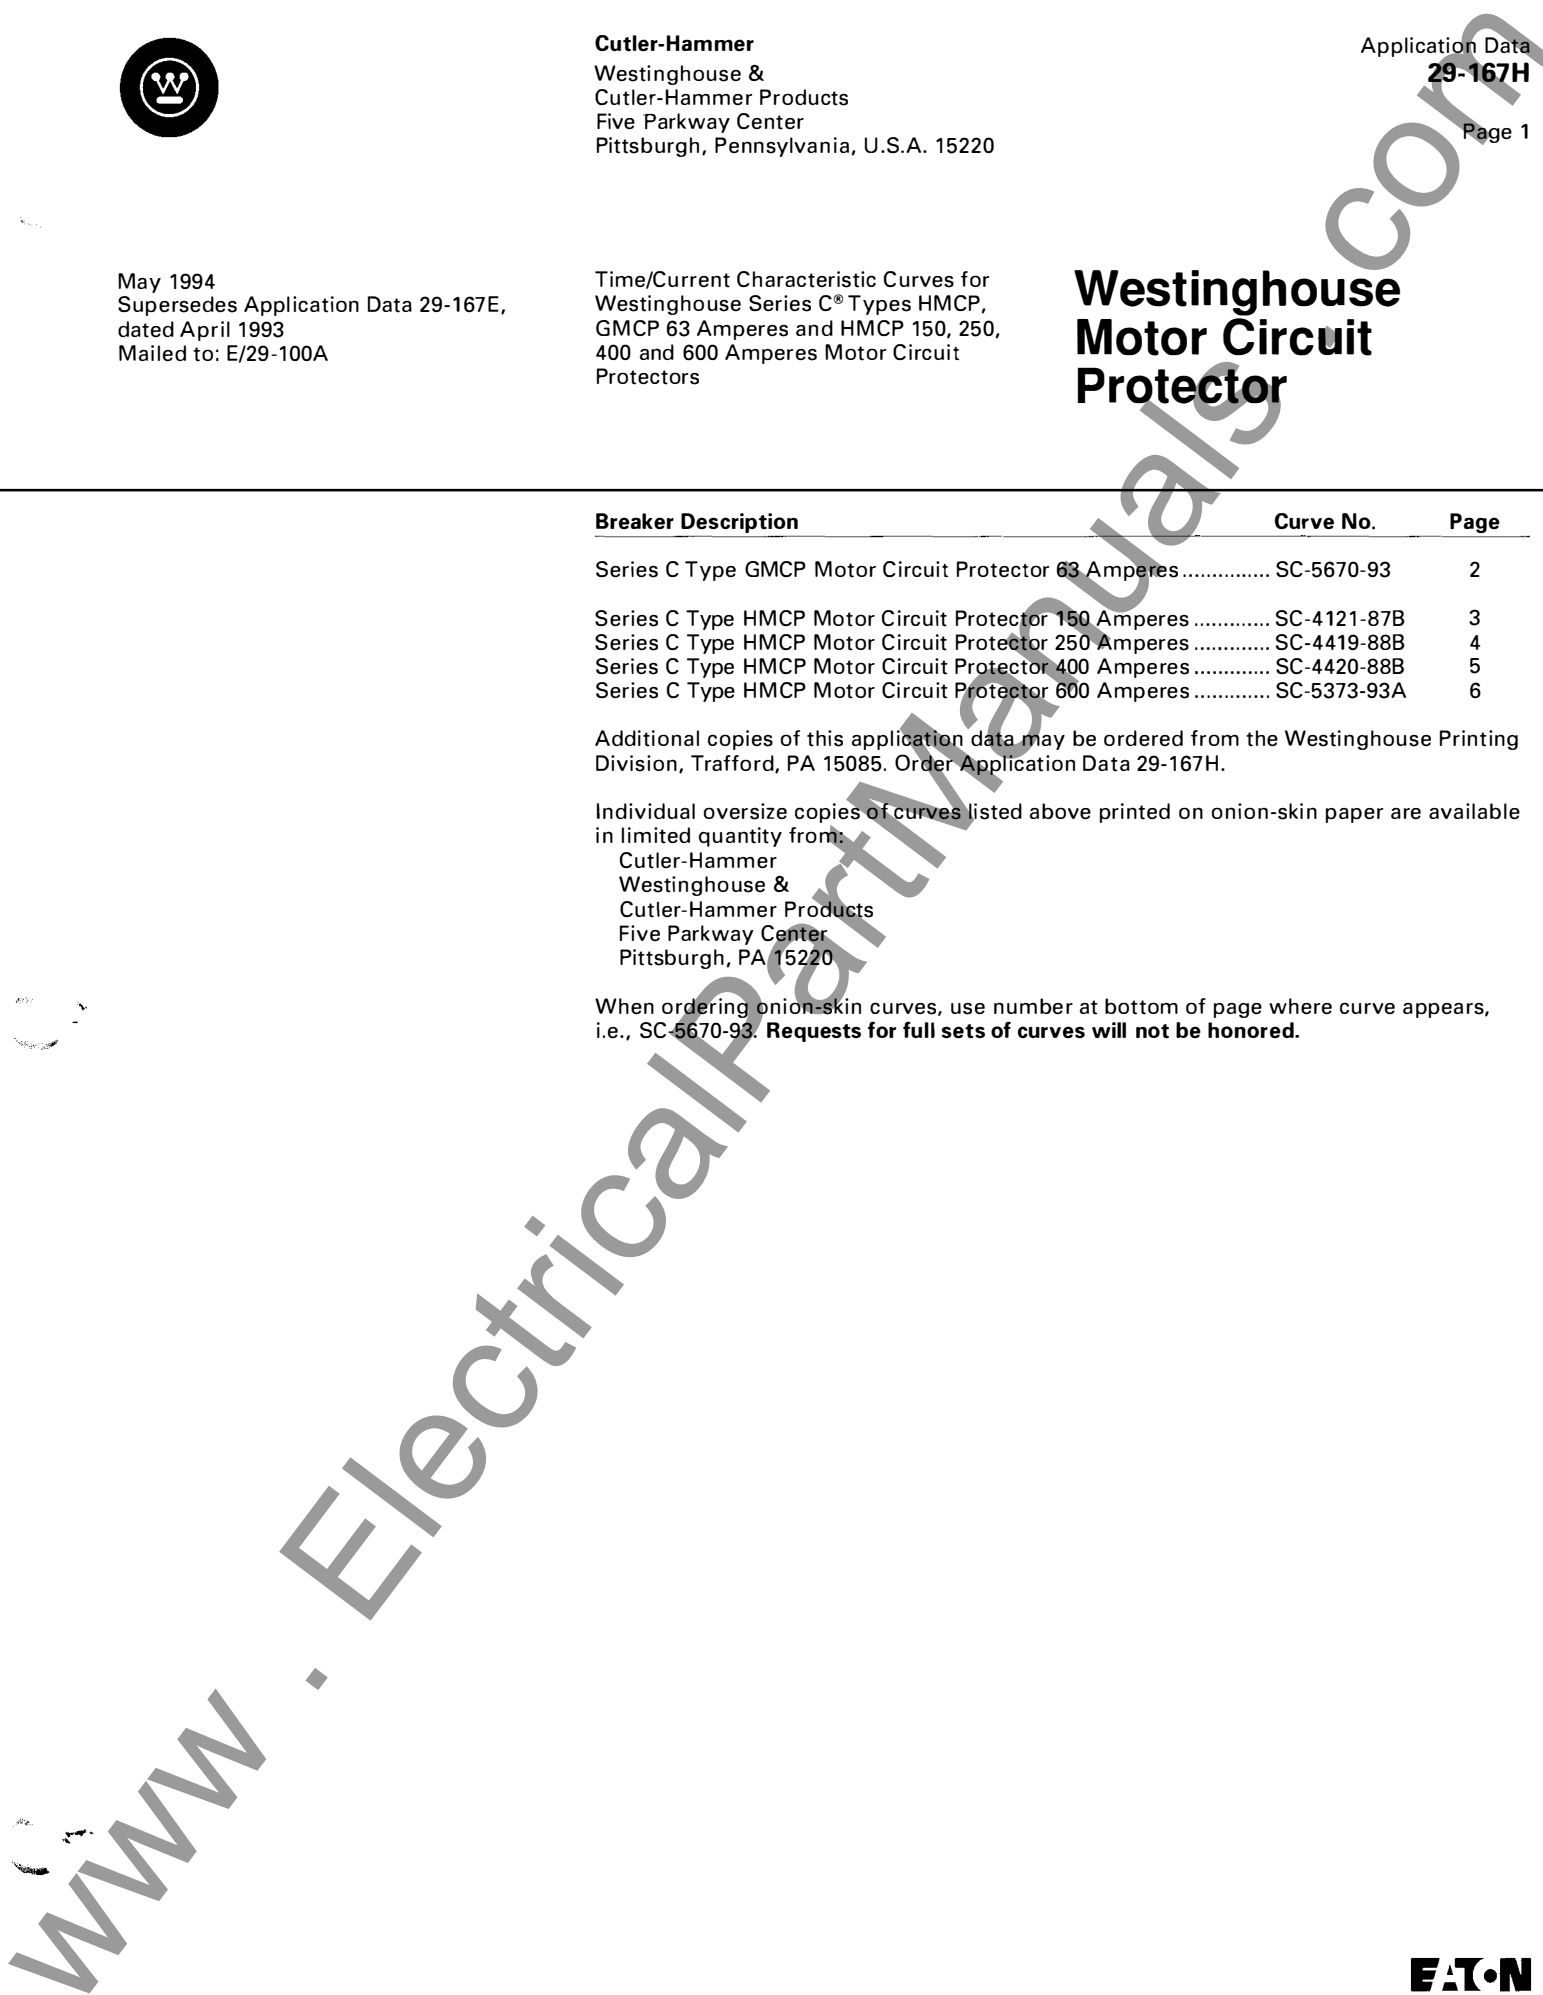 Cutler-Hammer
Westinghouse &
Cutler-Hammer Products
Five Parkway Center
Pittsburgh, Pennsylvania, U.S.A. 15220
Application Data
29-167H
Page 1
May 1994
Supersedes Application Data 29-167E,
dated April 1993
Mailed to: E/29-100A
Time/Current Characteristic Curves for
Westinghouse Series C® Types HMCP,
GMCP 63 Amperes and HMCP 150, 250,
400 and 600 Amperes Motor Circuit
Protectors
Westinghouse
Motor Circuit
Protector
Breaker Description Curve No. Page
Series C Type GMCP Motor Circuit Protector 63 Amperes ............... SC-5670-93 2
Series C Type HMCP Motor Circuit Protector 150 Amperes ............. SC-4121-87B 3
Series C Type HMCP Motor Circuit Protector 250 Amperes ............. SC-4419-88B 4
Series C Type HMCP Motor Circuit Protector 400 Amperes ............. SC-4420-88B 5
Series C Type HMCP Motor Circuit Protector 600 Amperes ............. SC-5373-93A 6
Additional copies of this application data may be ordered from the Westinghouse Printing
Division, Trafford, PA 15085. Order Application Data 29-167H.
Individual oversize copies of curves listed above printed on onion-skin paper are available
in limited quantity from:
Cutler-Hammer
Westinghouse &
Cutler-Hammer Products
Five Parkway Center
Pittsburgh, PA 15220
When ordering onion-skin curves, use number at bottom of page where curve appears,
i.e., SC-5670-93. Requests for full sets of curves will not be honored.
www . ElectricalPartManuals . com
EATON